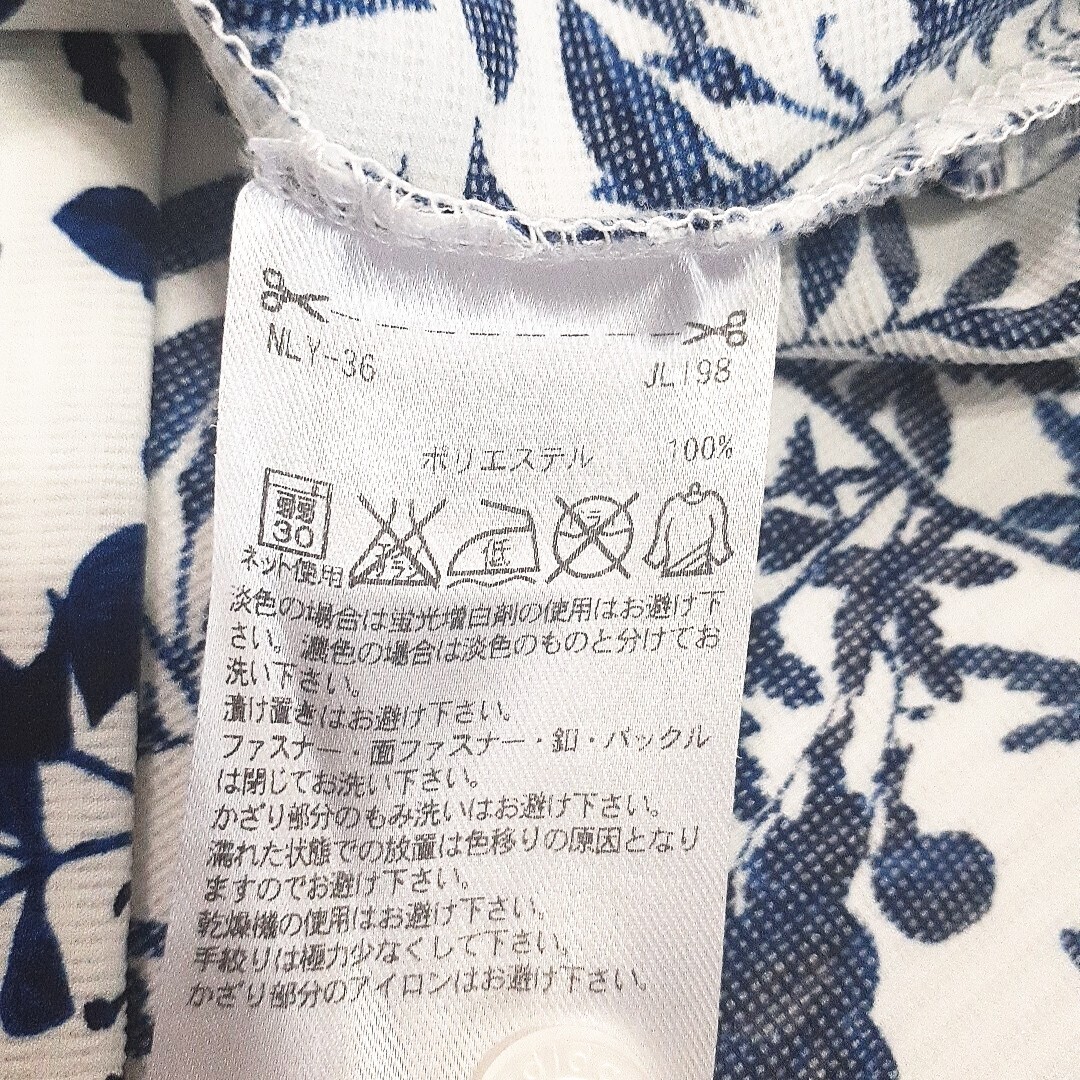 NLY-36 JL198
ポリエステル 100%
弱 30 エンソサラシ 低 ドライ
ネット使用
淡色の場合は蛍光増白剤の使用はお避け下
さい。濃色の場合は淡色のものと分けてお
洗い下さい。
漬け置きはお避け下さい。
ファスナー・面ファスナー・釦・バックル
は閉じてお洗い下さい。
かざり部分のもみ洗いはお避け下さい。
濡れた状態での放置は色移りの原因となり
ますのでお避け下さい。
乾燥機の使用はお避け下さい。
手絞りは極力少なくして下さい。
かざり部分のアイロンはお避け下さい。